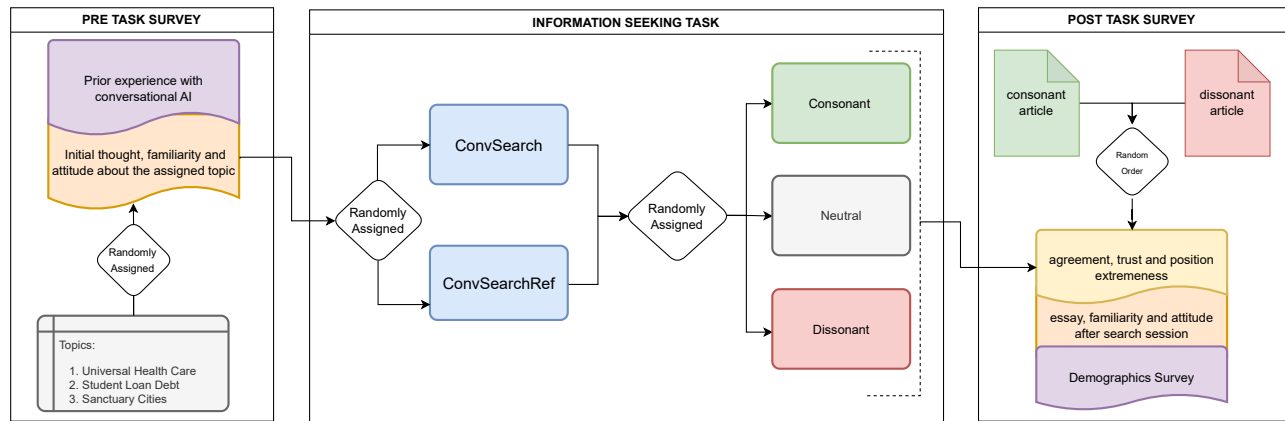 PRE TASK SURVEY
Prior experience with
conversational AI
Initial thought, familiarity and
attitude about the assigned topic
Randomly
Assigned
Topics:
1. Universal Health Care
2. Student Loan Debt
3. Sanctuary Cities
INFORMATION SEEKING TASK
Randomly
Assigned
ConvSearch
ConvSearchRef
Randomly
Assigned
Consonant
Neutral
Dissonant
POST TASK SURVEY
consonant
article
dissonant
article
Random
Order
agreement, trust and position
extremeness
essay, familiarity and attitude
after search session
Demographics Survey